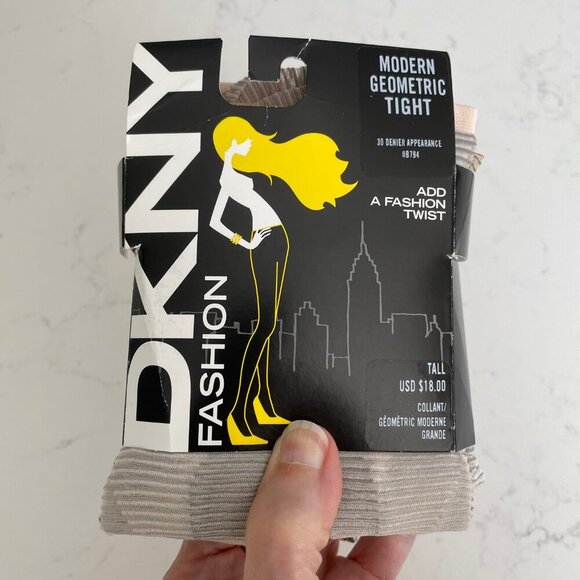 DKNY
FASHION
MODERN
GEOMETRIC
TIGHT
30 DENIER APPEARANCE
0B794
ADD
A FASHION
TWIST
TALL
USD $18.00
COLLANT/
GÉOMÉTRIC MODERNE
GRANDE